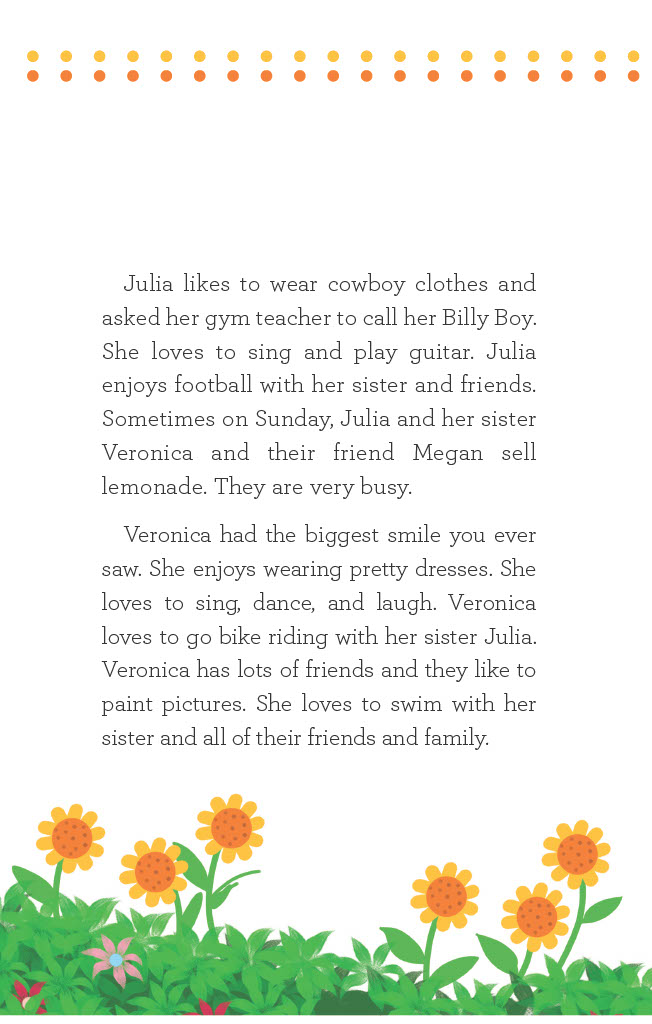 Julia likes to wear cowboy clothes and
asked her gym teacher to call her Billy Boy.
She loves to sing and play guitar. Julia
enjoys football with her sister and friends.
Sometimes on Sunday, Julia and her sister
Veronica and their friend Megan sell
lemonade. They are very busy.
Veronica had the biggest smile you ever
saw. She enjoys wearing pretty dresses. She
loves to sing, dance, and laugh. Veronica
loves to go bike riding with her sister Julia.
Veronica has lots of friends and they like to
paint pictures. She loves to swim with her
sister and all of their friends and family.